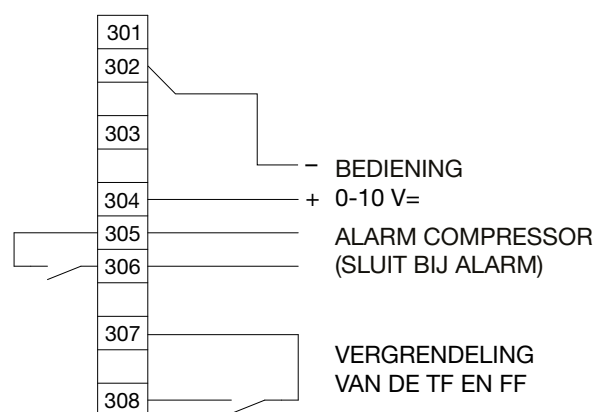 301
302
303
304
305
306
307
308
– BEDIENING
+ 0-10 V=
ALARM COMPRESSOR
(SLUIT BIJ ALARM)
VERGRENDELING
VAN DE TF EN FF